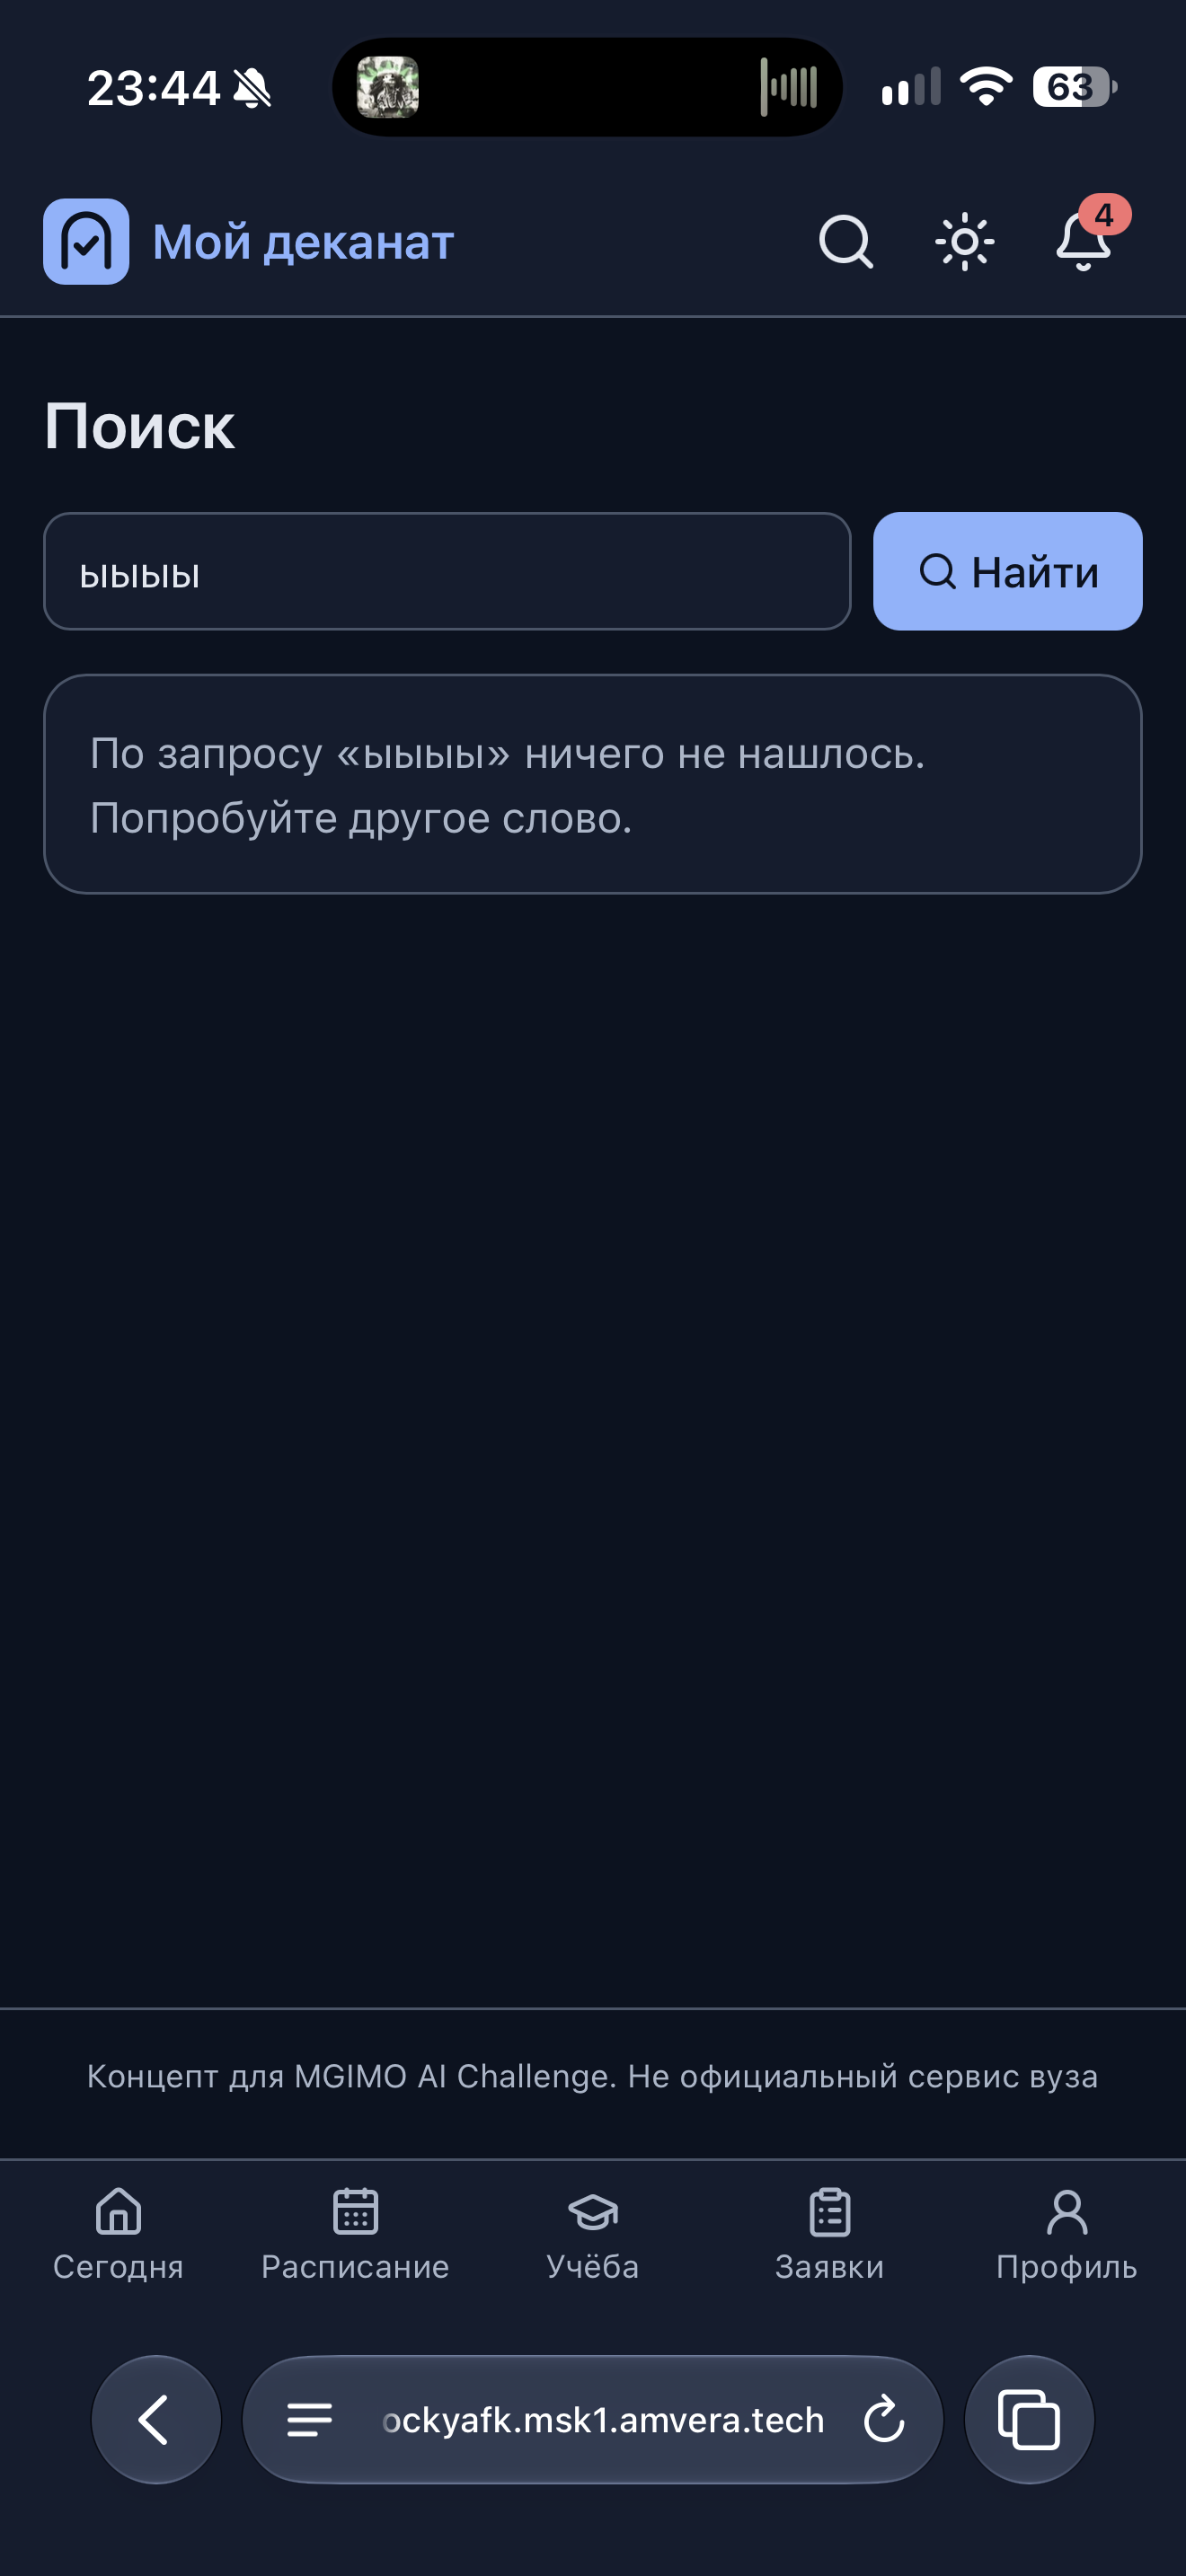 23:44
63
Мой деканат
4
Поиск
ыыыы
Найти
По запросу «ыыыы» ничего не нашлось.
Попробуйте другое слово.
Концепт для MGIMO AI Challenge. Не официальный сервис вуза
Сегодня
Расписание
Учёба
Заявки
Профиль
ockyafk.msk1.amvera.tech